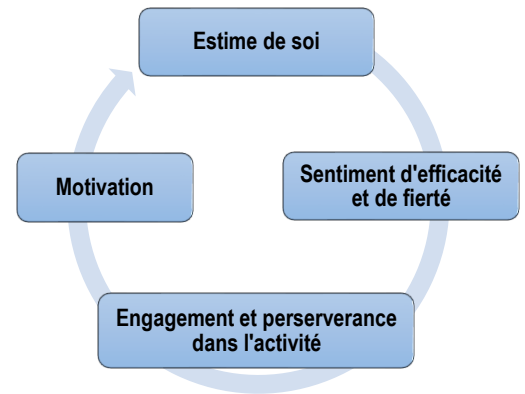 Estime de soi
Sentiment d'efficacité
et de fierté
Engagement et perserverance
dans l'activité
Motivation